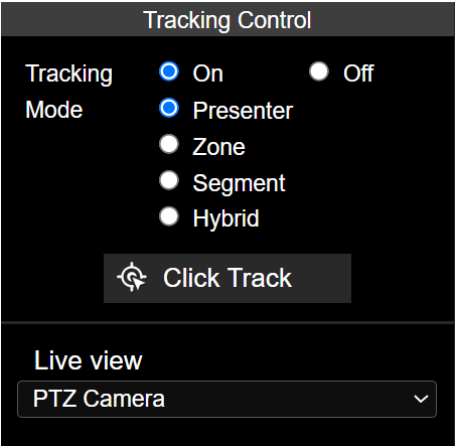 Tracking Control
Tracking On Off
Mode Presenter
Zone
Segment
Hybrid
Click Track
Live view
PTZ Camera